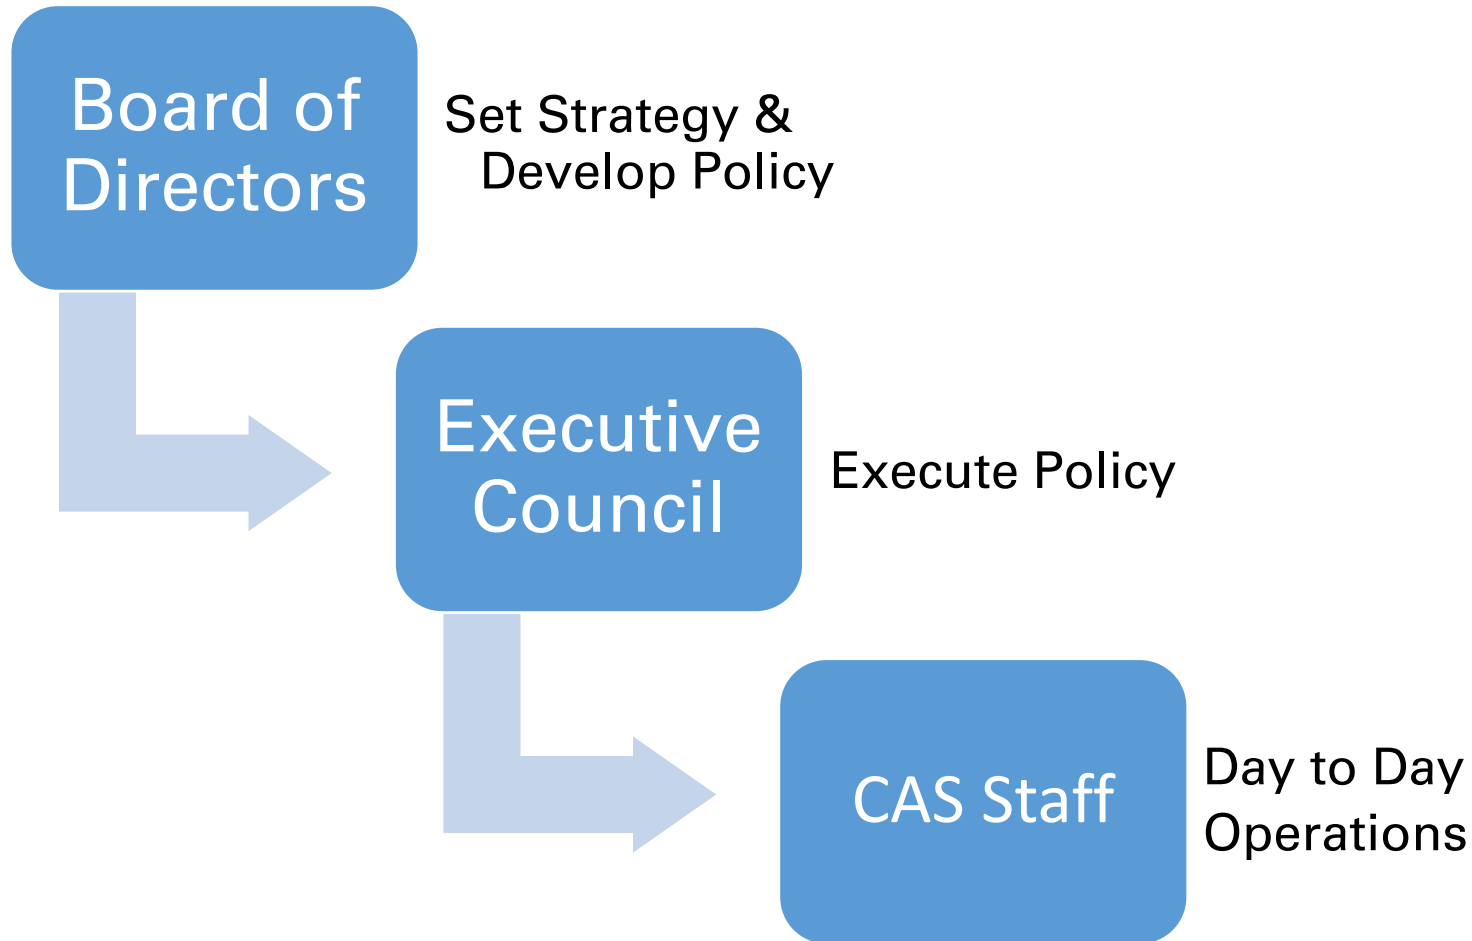 Board of
Directors
Set Strategy &
Develop Policy
Executive
Council
Execute Policy
CAS Staff
Day to Day
Operations